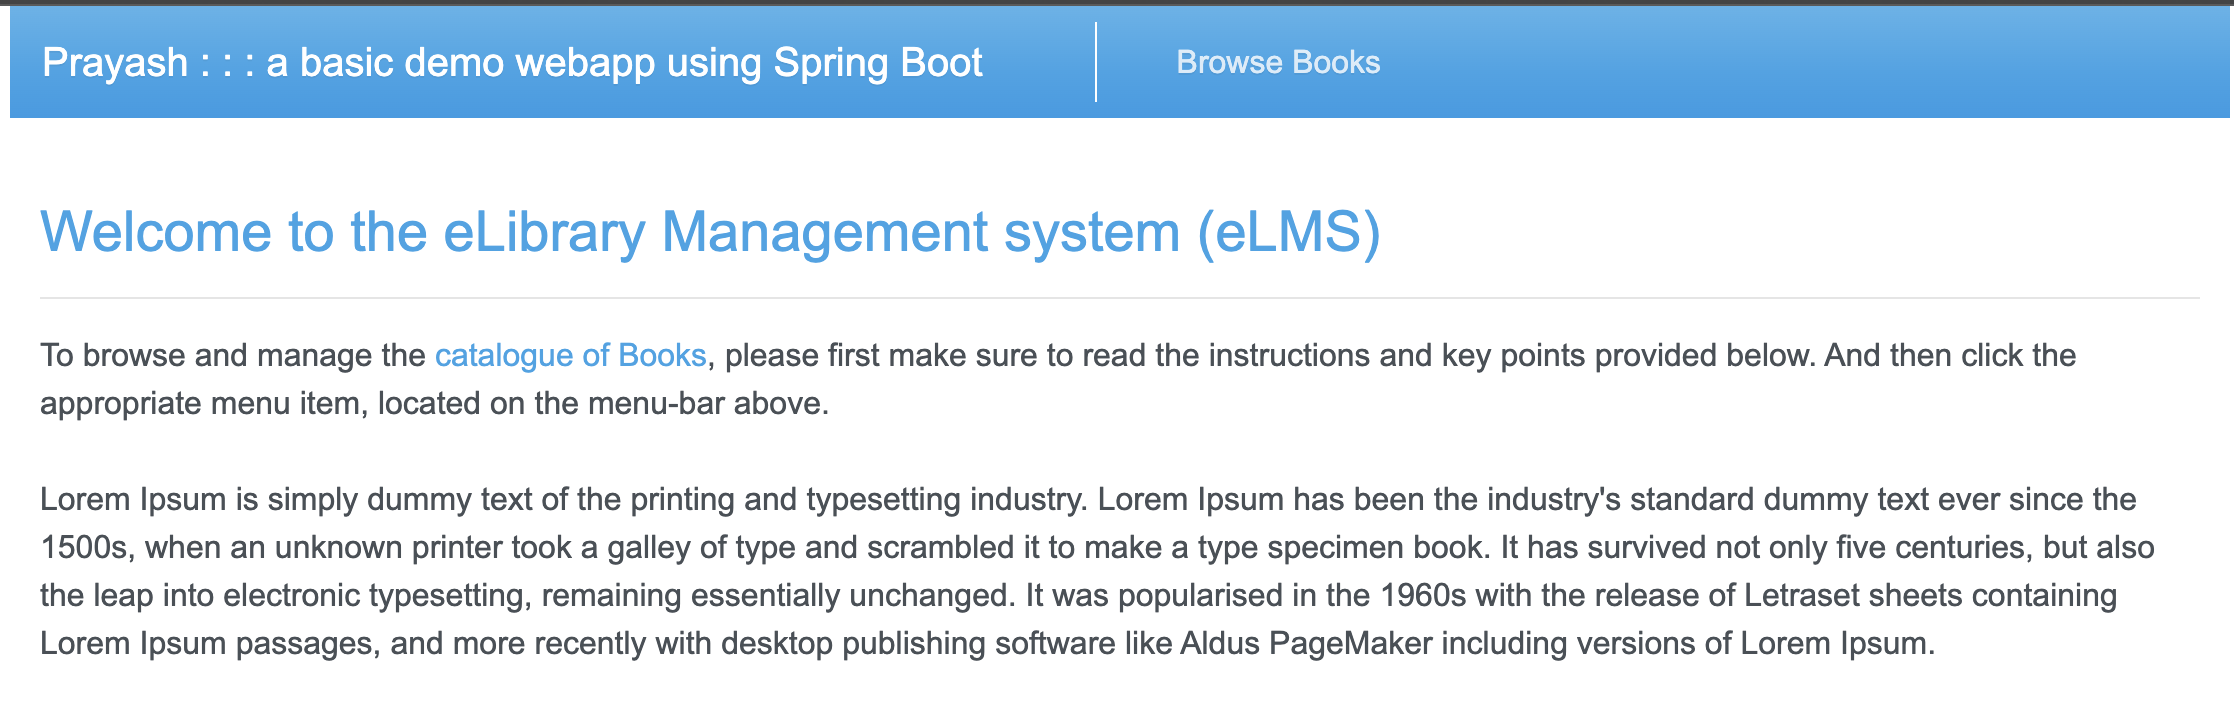 Prayash : : : a basic demo webapp using Spring Boot
Browse Books
Welcome to the eLibrary Management system (eLMS)
To browse and manage the catalogue of Books, please first make sure to read the instructions and key points provided below. And then click the
appropriate menu item, located on the menu-bar above.
Lorem Ipsum is simply dummy text of the printing and typesetting industry. Lorem Ipsum has been the industry's standard dummy text ever since the
1500s, when an unknown printer took a galley of type and scrambled it to make a type specimen book. It has survived not only five centuries, but also
the leap into electronic typesetting, remaining essentially unchanged. It was popularised in the 1960s with the release of Letraset sheets containing
Lorem Ipsum passages, and more recently with desktop publishing software like Aldus PageMaker including versions of Lorem Ipsum.